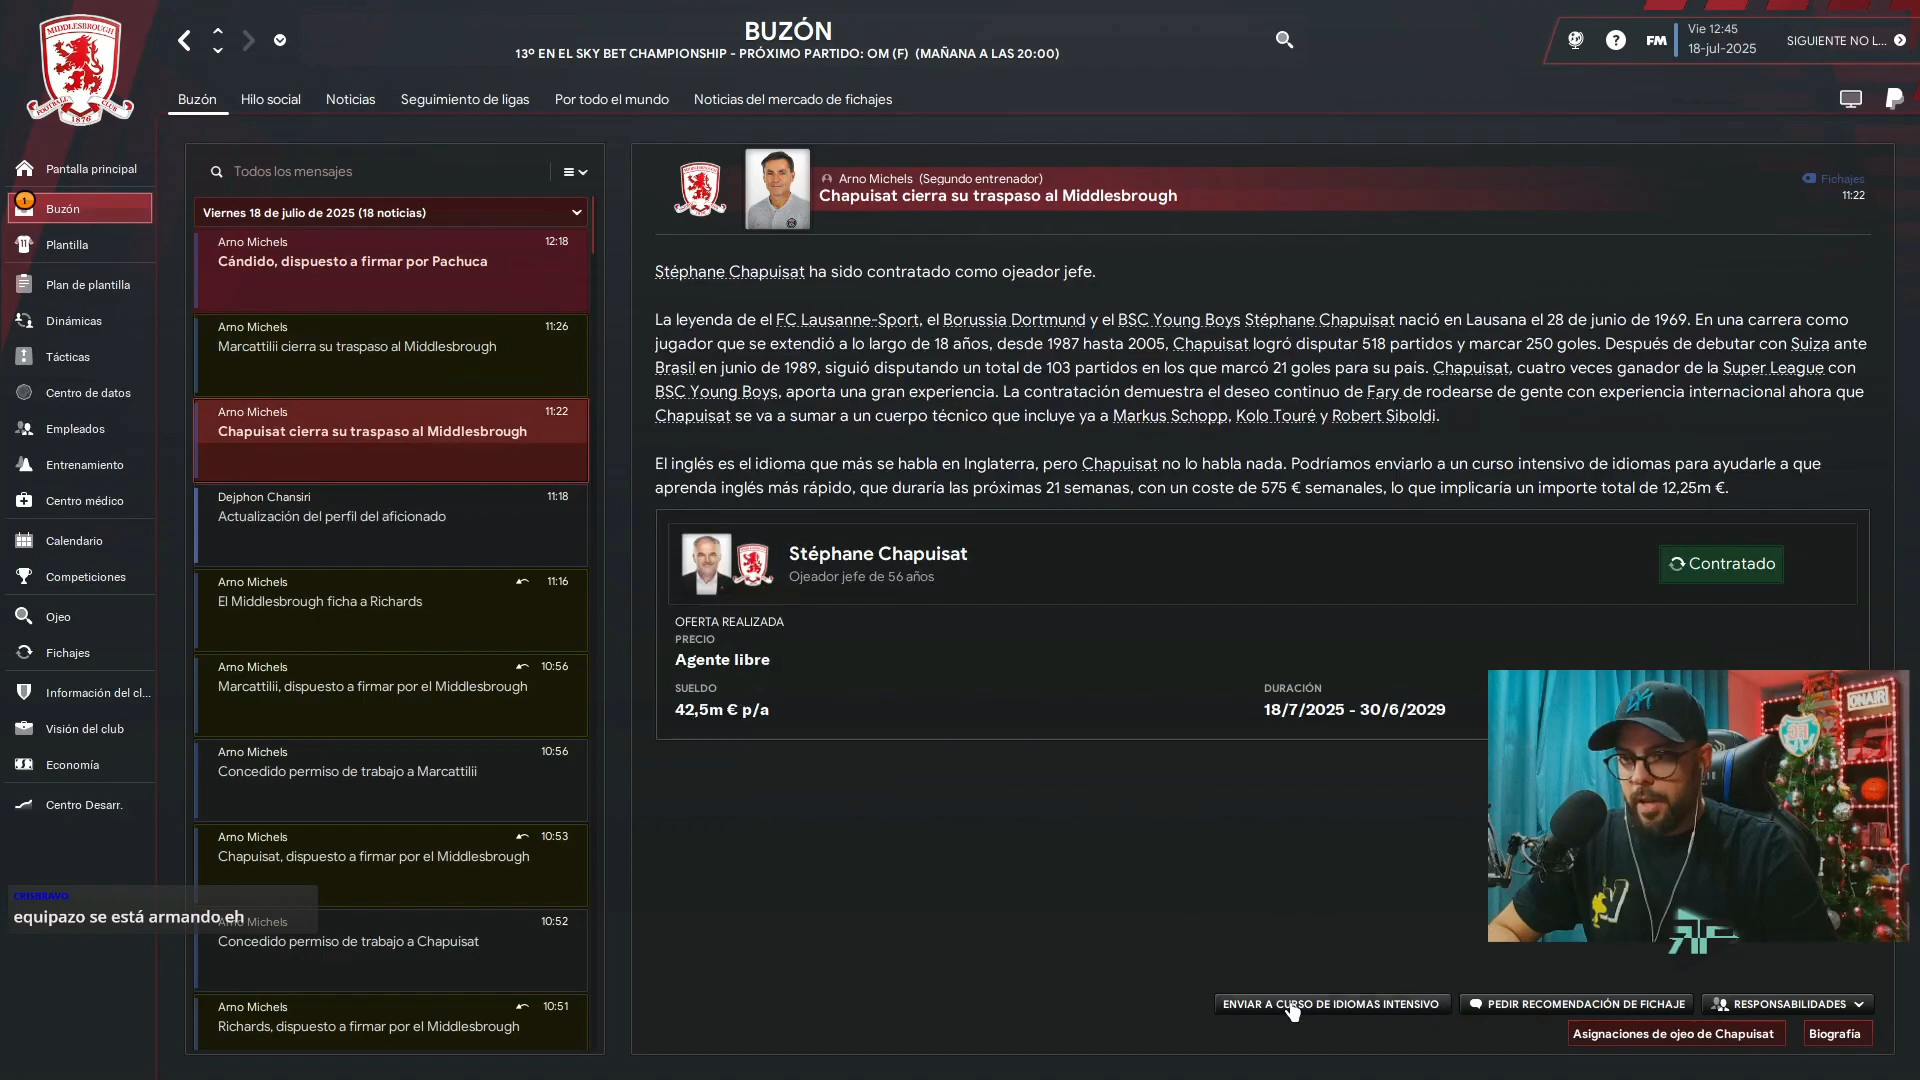 MIDDLESBROUGH
FOOTBALL CLUB
1876
BUZÓN
13º EN EL SKY BET CHAMPIONSHIP - PRÓXIMO PARTIDO: OM (F)  (MAÑANA A LAS 20:00)
FM
Vie 12:45
18-jul-2025
SIGUIENTE NO L...
Buzón
Hilo social
Noticias
Seguimiento de ligas
Por todo el mundo
Noticias del mercado de fichajes
Pantalla principal
1
Buzón
Plantilla
Plan de plantilla
Dinámicas
Tácticas
Centro de datos
Empleados
Entrenamiento
Centro médico
Calendario
Competiciones
Ojeo
Fichajes
Información del cl...
Visión del club
Economía
Centro Desarr.
CRISBRAVO
equipazo se está armando eh
Todos los mensajes
Viernes 18 de julio de 2025 (18 noticias)
Arno Michels 12:18
Cándido, dispuesto a firmar por Pachuca
Arno Michels 11:26
Marcattilii cierra su traspaso al Middlesbrough
Arno Michels 11:22
Chapuisat cierra su traspaso al Middlesbrough
Dejphon Chansiri 11:18
Actualización del perfil del aficionado
Arno Michels 11:16
El Middlesbrough ficha a Richards
Arno Michels 10:56
Marcattilii, dispuesto a firmar por el Middlesbrough
Arno Michels 10:56
Concedido permiso de trabajo a Marcattilii
Arno Michels 10:53
Chapuisat, dispuesto a firmar por el Middlesbrough
Arno Michels 10:52
Concedido permiso de trabajo a Chapuisat
Arno Michels 10:51
Richards, dispuesto a firmar por el Middlesbrough
Arno Michels (Segundo entrenador)
Chapuisat cierra su traspaso al Middlesbrough
Fichajes
11:22
Stéphane Chapuisat ha sido contratado como ojeador jefe.
La leyenda de el FC Lausanne-Sport, el Borussia Dortmund y el BSC Young Boys Stéphane Chapuisat nació en Lausana el 28 de junio de 1969. En una carrera como
jugador que se extendió a lo largo de 18 años, desde 1987 hasta 2005, Chapuisat logró disputar 518 partidos y marcar 250 goles. Después de debutar con Suiza ante
Brasil en junio de 1989, siguió disputando un total de 103 partidos en los que marcó 21 goles para su país. Chapuisat, cuatro veces ganador de la Super League con
BSC Young Boys, aporta una gran experiencia. La contratación demuestra el deseo continuo de Fary de rodearse de gente con experiencia internacional ahora que
Chapuisat se va a sumar a un cuerpo técnico que incluye ya a Markus Schopp, Kolo Touré y Robert Siboldi.
El inglés es el idioma que más se habla en Inglaterra, pero Chapuisat no lo habla nada. Podríamos enviarlo a un curso intensivo de idiomas para ayudarle a que
aprenda inglés más rápido, que duraría las próximas 21 semanas, con un coste de 575 € semanales, lo que implicaría un importe total de 12,25m €.
Stéphane Chapuisat
Ojeador jefe de 56 años
Contratado
OFERTA REALIZADA
PRECIO
Agente libre
SUELDO
42,5m € p/a
DURACIÓN
18/7/2025 - 30/6/2029
ON AIR
ENVIAR A CURSO DE IDIOMAS INTENSIVO
PEDIR RECOMENDACIÓN DE FICHAJE
RESPONSABILIDADES
Asignaciones de ojeo de Chapuisat
Biografía